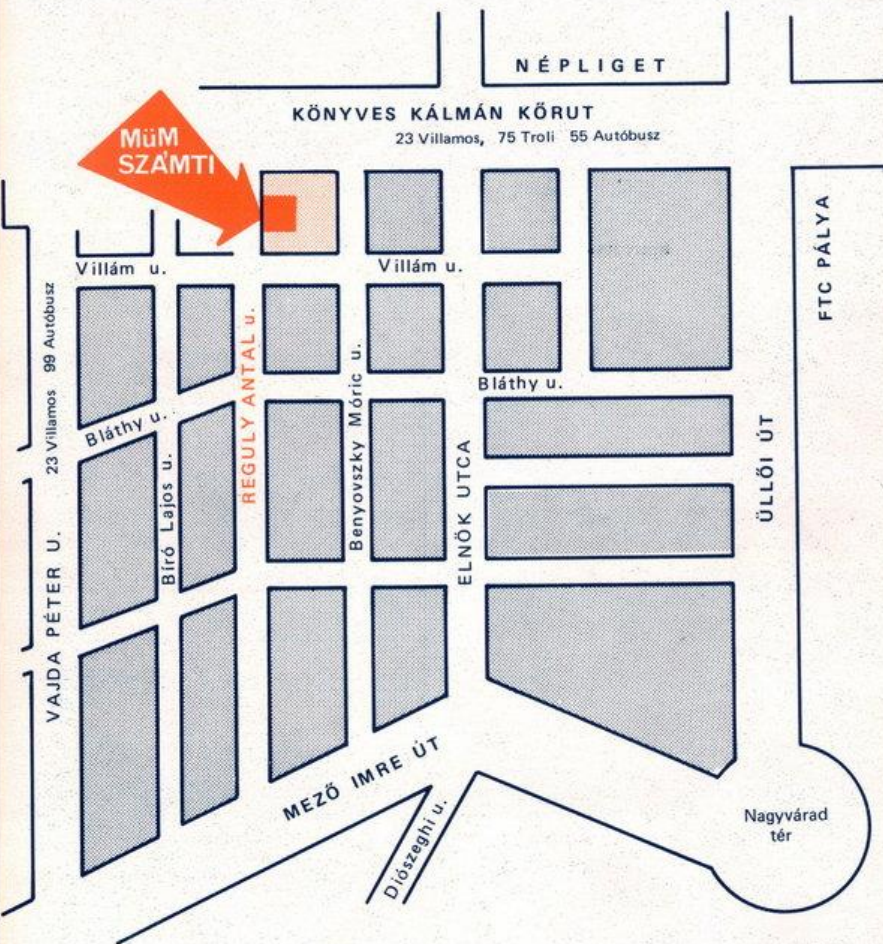 NÉPLIGET
KÖNYVES KÁLMÁN KŐRUT
23 Villamos, 75 Troli 55 Autóbusz
MüM
SZÁMTI
Villám u.
Villám u.
FTC PÁLYA
23 Villamos 99 Autóbusz
REGULY ANTAL u.
Benyovszky Móric u.
Bláthy u.
Bláthy u.
Bíró Lajos u.
ELNÖK UTCA
ÜLLŐI ÚT
VAJDA PÉTER U.
MEZŐ IMRE ÚT
Diószeghi u.
Nagyvárad
tér